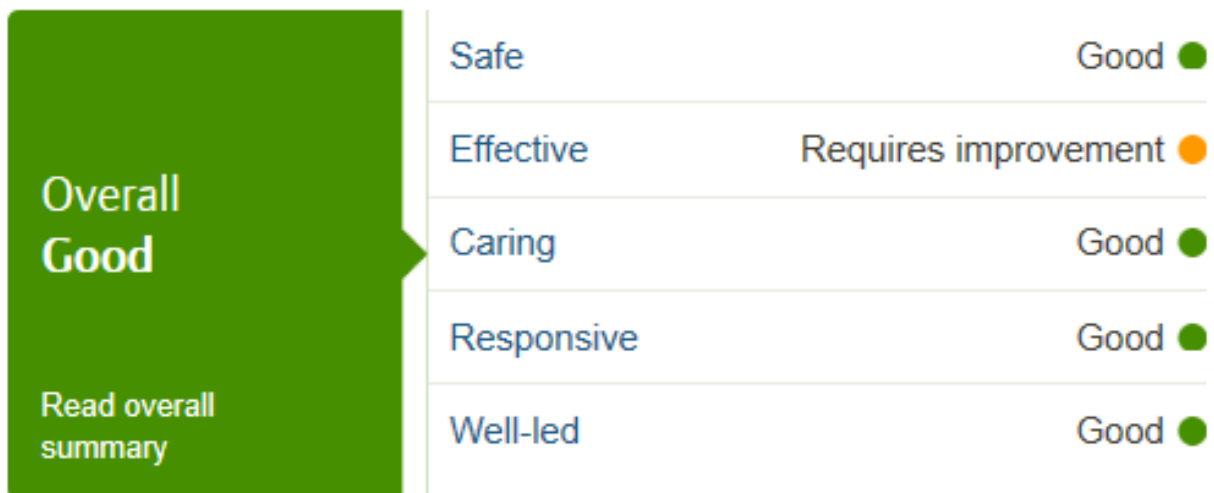 Overall
Good
Read overall
summary
Safe Good
Effective Requires improvement
Caring Good
Responsive Good
Well-led Good